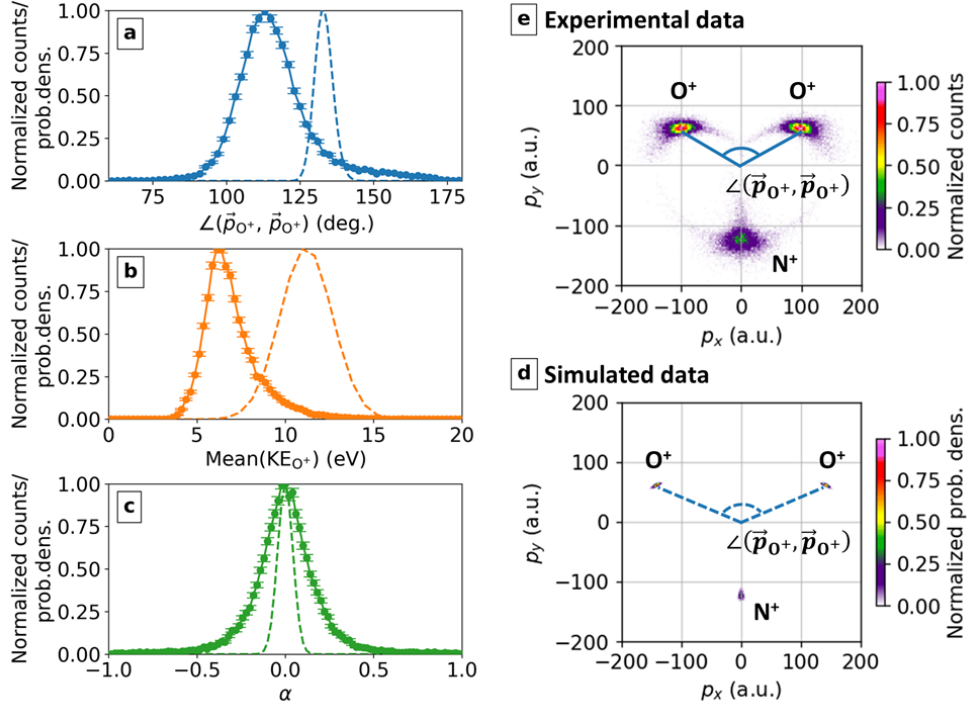 a
Normalized counts/
prob.dens.
1.00
0.75
0.50
0.25
0.00
75 100 125 150 180
∠(p⃗O⁺, p⃗O⁺) (deg.)
b
Normalized counts/
prob.dens.
1.00
0.75
0.50
0.25
0.00
0 5 10 15 20
Mean(KEO⁺) (eV)
c
Normalized counts/
prob.dens.
1.00
0.75
0.50
0.25
0.00
−1.0 −0.5 0.0 0.5 1.0
α
e Experimental data
200
100
0
−100
−200
py (a.u.)
O⁺ O⁺
∠(p⃗O⁺, p⃗O⁺)
N⁺
−200 −100 0 100 200
px (a.u.)
1.00
0.75
0.50
0.25
0.00
Normalized counts
d Simulated data
200
100
0
−100
−200
py (a.u.)
O⁺ O⁺
∠(p⃗O⁺, p⃗O⁺)
N⁺
−200 −100 0 100 200
px (a.u.)
1.00
0.75
0.50
0.25
0.00
Normalized prob. dens.